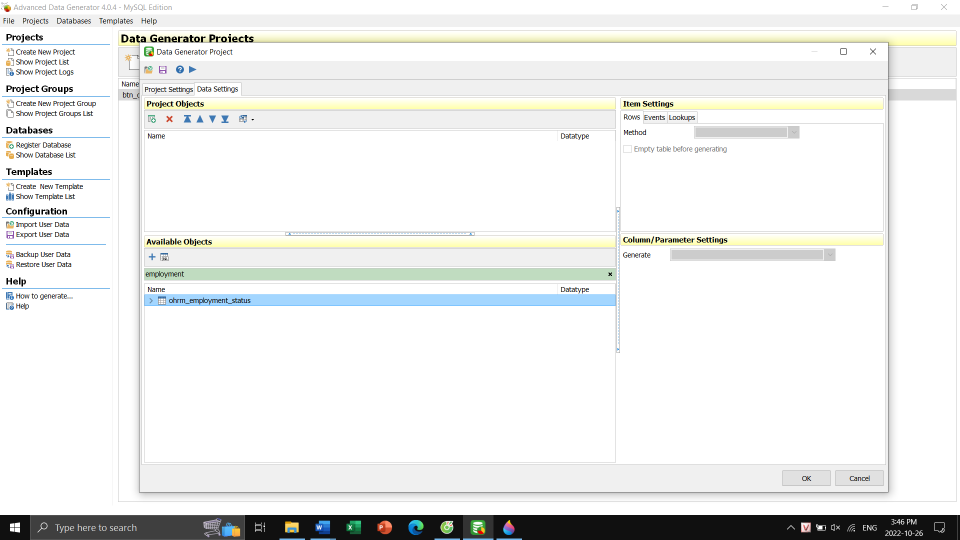 Advanced Data Generator 4.0.4 - MySQL Edition
File Projects Databases Templates Help
Projects
Create New Project
Show Project List
Show Project Logs
Project Groups
Create New Project Group
Show Project Groups List
Databases
Register Database
Show Database List
Templates
Create New Template
Show Template List
Configuration
Import User Data
Export User Data
Backup User Data
Restore User Data
Help
How to generate...
Help
Data Generator Projects
Name
Data Generator Project
Project Settings Data Settings
Project Objects
Name Datatype
Available Objects
employment
Name Datatype
ohrm_employment_status
Item Settings
Rows Events Lookups
Method
Empty table before generating
Column/Parameter Settings
Generate
OK Cancel
Type here to search
ENG
3:46 PM
2022-10-26